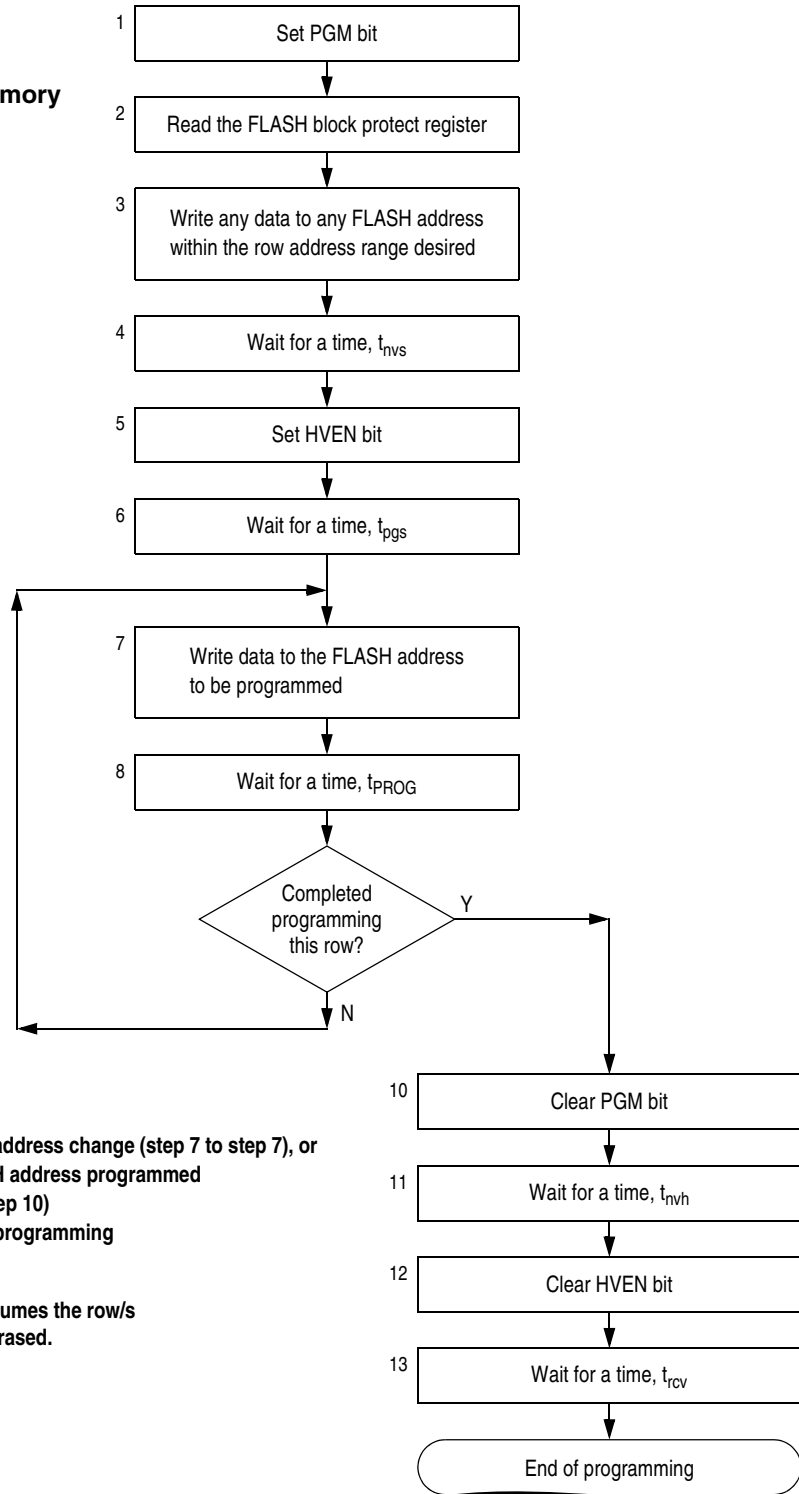 1
Set PGM bit
mory
2
Read the FLASH block protect register
3
Write any data to any FLASH address
within the row address range desired
4
Wait for a time, tnvs
5
Set HVEN bit
6
Wait for a time, tpgs
7
Write data to the FLASH address
to be programmed
8
Wait for a time, tPROG
Completed
programming
this row?
Y
N
10
Clear PGM bit
address change (step 7 to step 7), or
H address programmed
ep 10)
programming
11
Wait for a time, tnvh
12
Clear HVEN bit
umes the row/s
rased.
13
Wait for a time, trcv
End of programming